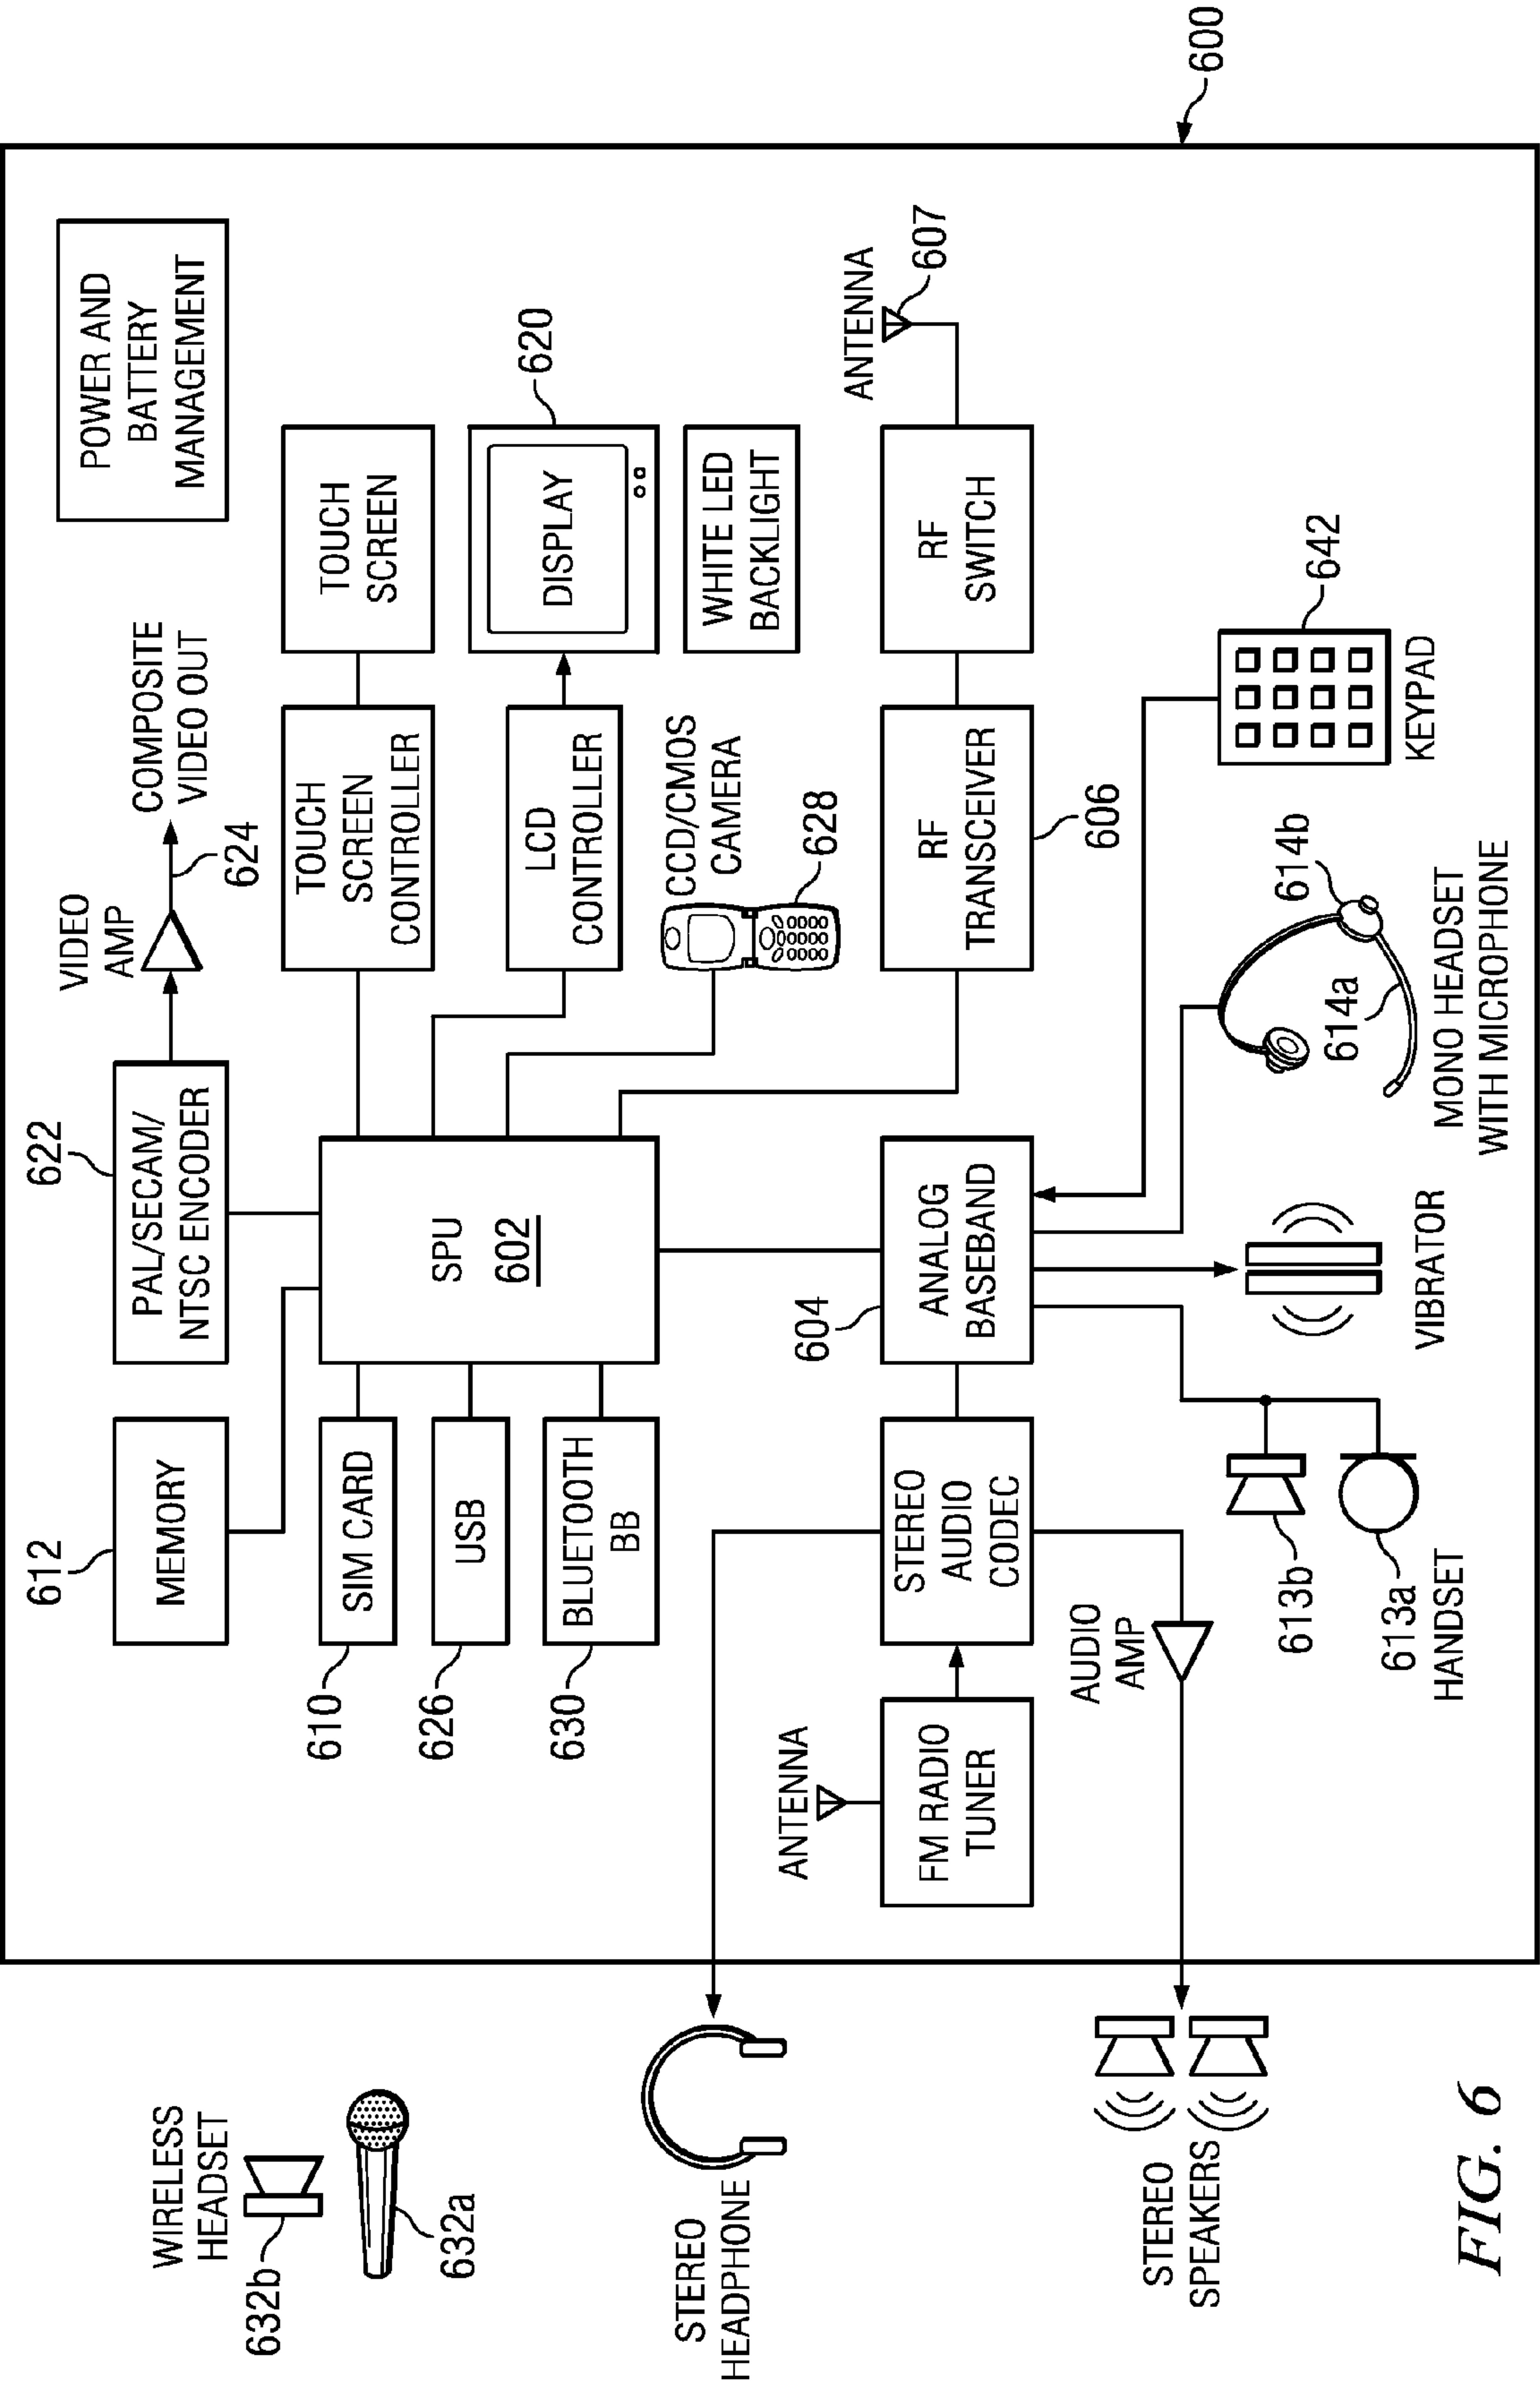 WIRELESS
HEADSET
632b
632a
STEREO
HEADPHONE
STEREO
SPEAKERS
612
MEMORY
622
PAL/SECAM/
NTSC ENCODER
VIDEO
AMP
624
COMPOSITE
VIDEO OUT
POWER AND
BATTERY
MANAGEMENT
610
SIM CARD
626
USB
630
BLUETOOTH
BB
SPU
602
TOUCH
SCREEN
CONTROLLER
TOUCH
SCREEN
LCD
CONTROLLER
DISPLAY
620
CCD/CMOS
CAMERA
628
WHITE LED
BACKLIGHT
ANTENNA
FM RADIO
TUNER
STEREO
AUDIO
CODEC
604
ANALOG
BASEBAND
RF
TRANSCEIVER
606
RF
SWITCH
ANTENNA
607
AUDIO
AMP
613b
613a
HANDSET
VIBRATOR
614a
614b
MONO HEADSET
WITH MICROPHONE
642
KEYPAD
600
FIG. 6